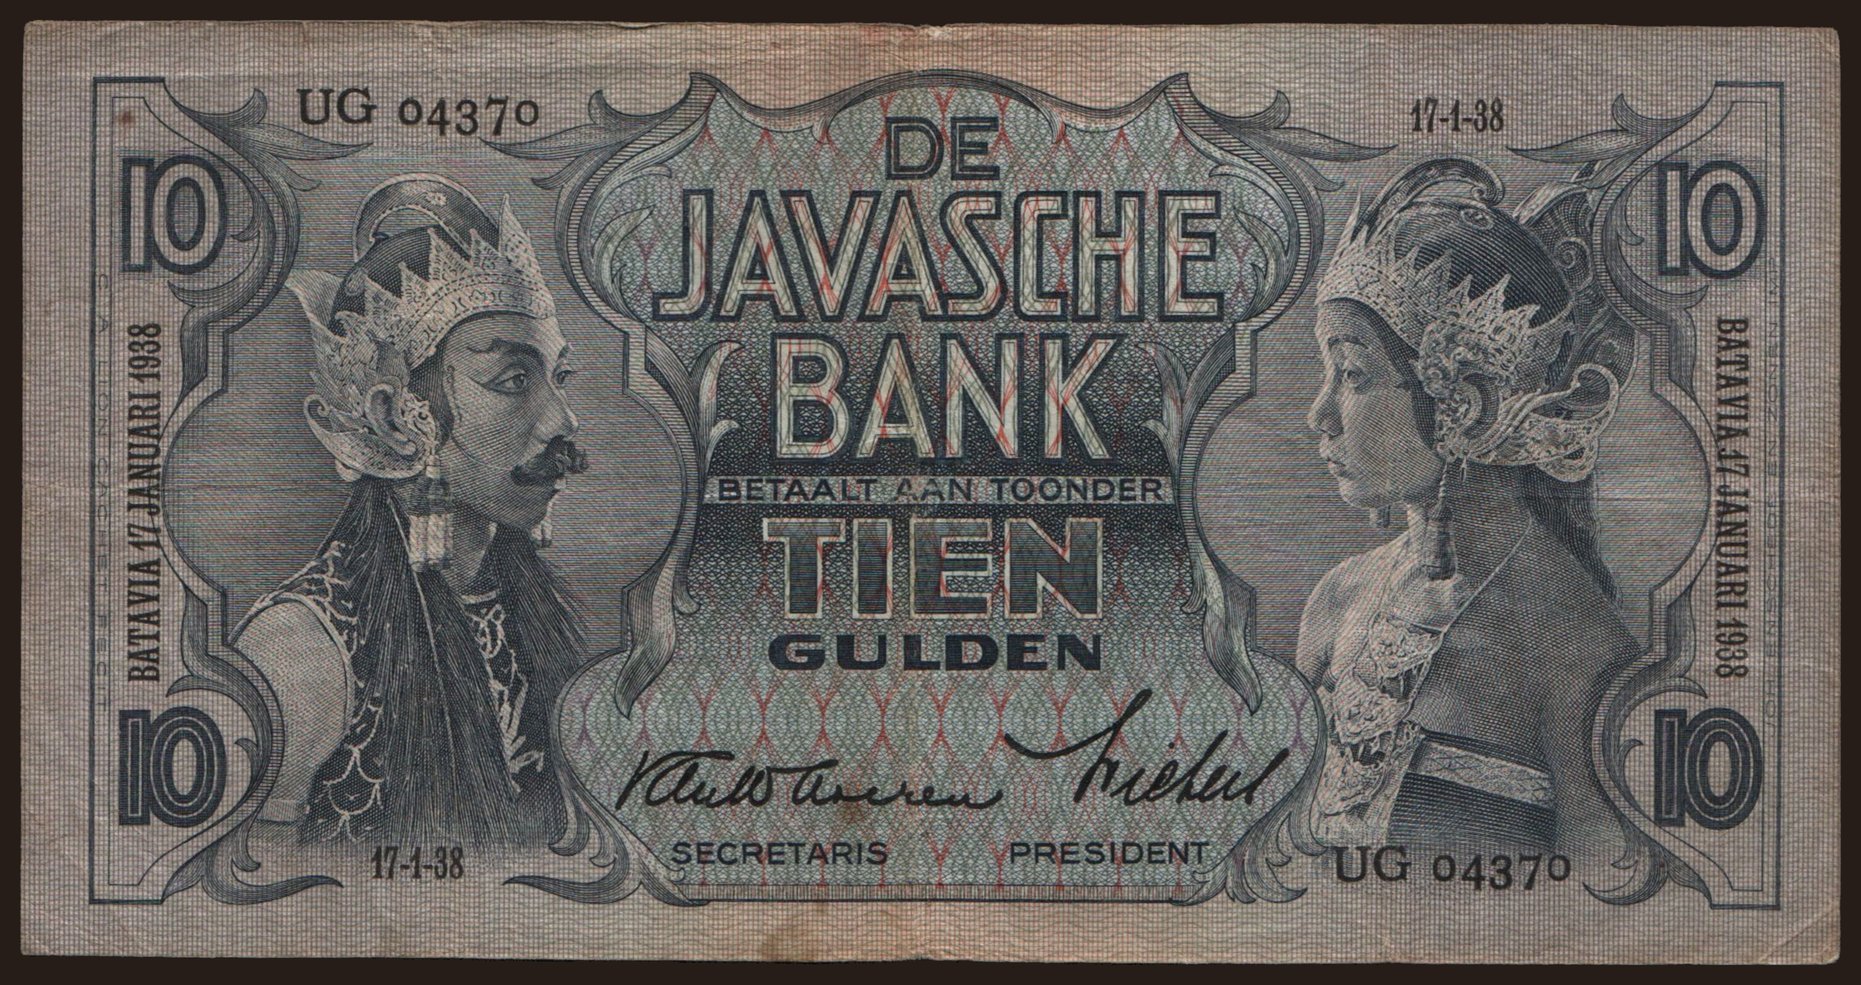 UG 04370
17-1-38
10
10
DE
JAVASCHE
BANK
BETAALT AAN TOONDER
TIEN
GULDEN
BATAVIA 17 JANUARI 1938
BATAVIA 17 JANUARI 1938
10
10
SECRETARIS
PRESIDENT
17-1-38
UG 04370